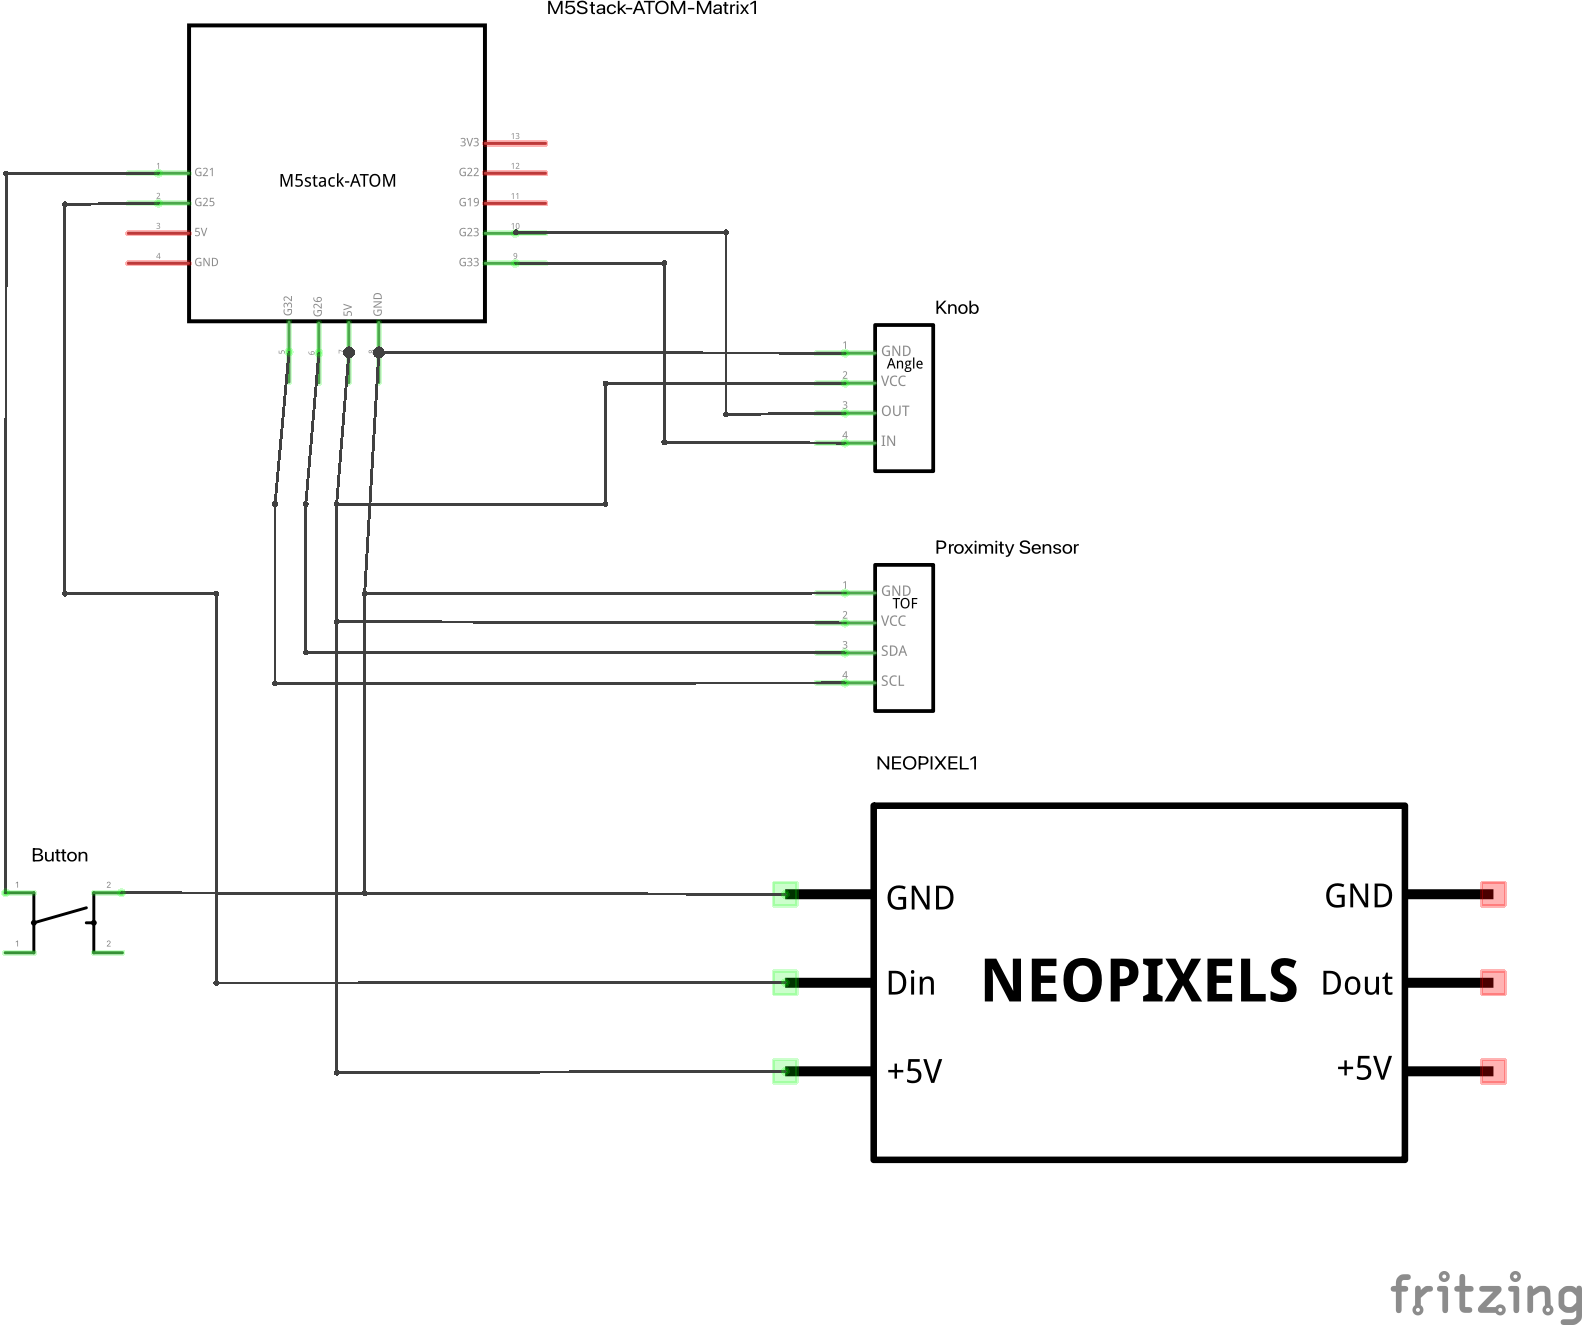 M5Stack-ATOM-Matrix1
M5stack-ATOM
1 G21
2 G25
3 5V
4 GND
3V3 13
G22 12
G19 11
G23 10
G33 9
G32 G26 5V GND
5 6 7 8
Knob
Angle
1 GND
2 VCC
3 OUT
4 IN
Proximity Sensor
TOF
1 GND
2 VCC
3 SDA
4 SCL
Button
1 2
1 2
NEOPIXEL1
NEOPIXELS
GND GND
Din Dout
+5V +5V
fritzing